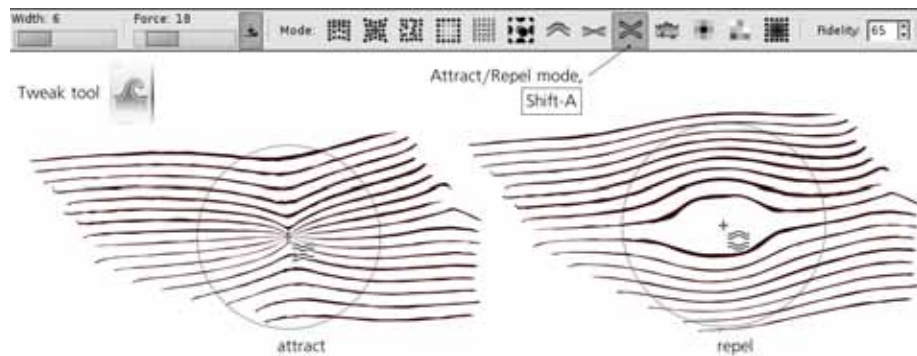 Width: 6 Force: 18 Mode: Fidelity: 65
Attract/Repel mode,
Shift-A
Tweak tool
attract repel